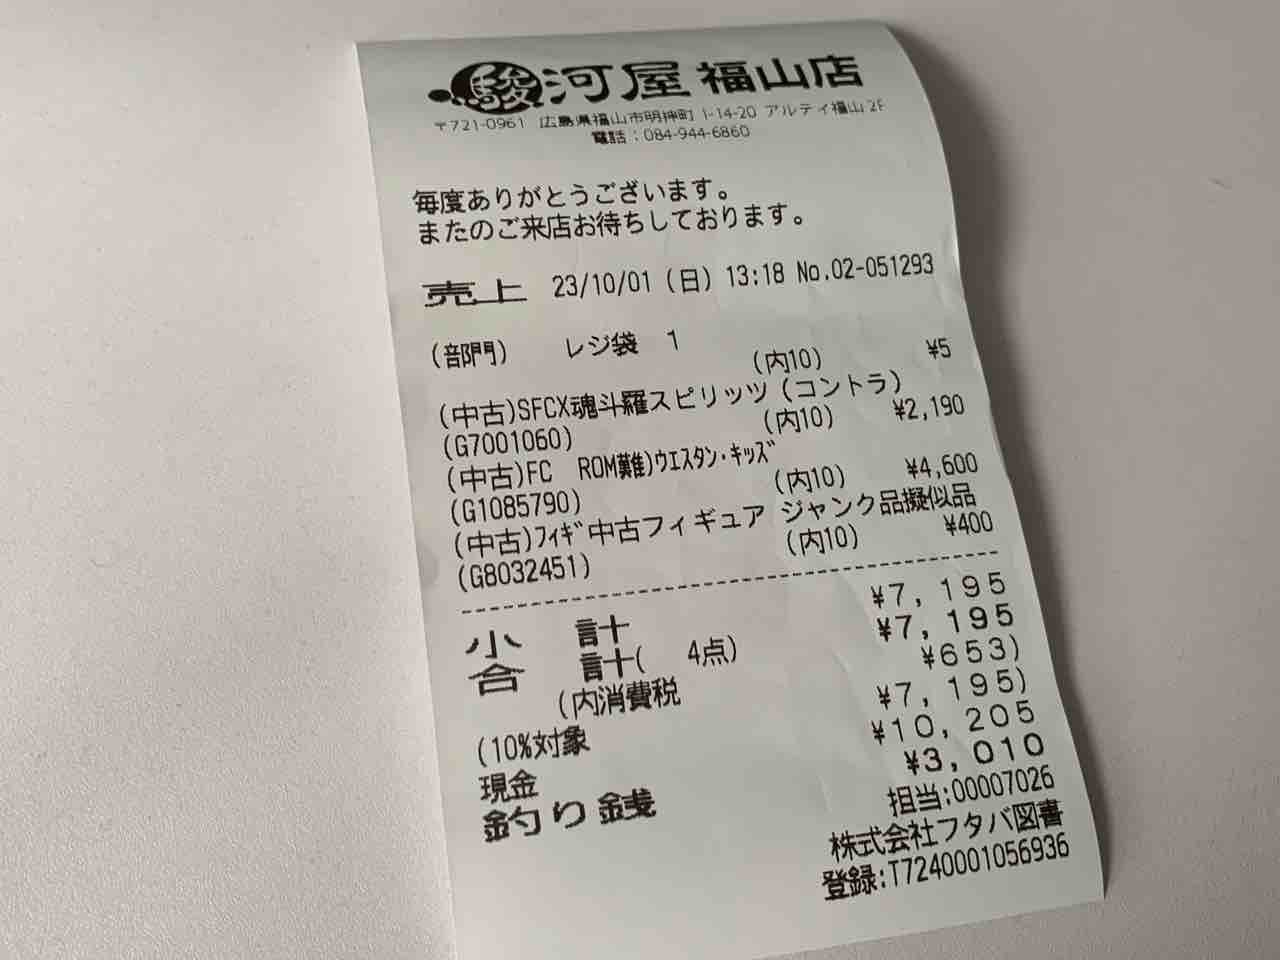 駿河屋 福山店
〒721-0961 広島県福山市明神町 1-14-20 アルティ福山 2F
電話：084-944-6860
毎度ありがとうございます。
またのご来店お待ちしております。
売上 23/10/01 (日) 13:18 No.02-051293
(部門) レジ袋 1
(内10) ¥5
(中古)SFCX魂斗羅スピリッツ (コントラ)
(G7001060) (内10) ¥2,190
(中古)FC ROM難)ウエスタン・キッズ
(G1085790) (内10) ¥4,600
(中古)フィギ中古フィギュア ジャンク品擬似品
(G8032451) (内10) ¥400
小 計 ¥7,195
合 計( 4点) ¥7,195
(内消費税 ¥653)
(10%対象 ¥7,195)
現金 ¥10,205
釣り銭 ¥3,010
担当:00007026
株式会社フタバ図書
登録:T7240001056936